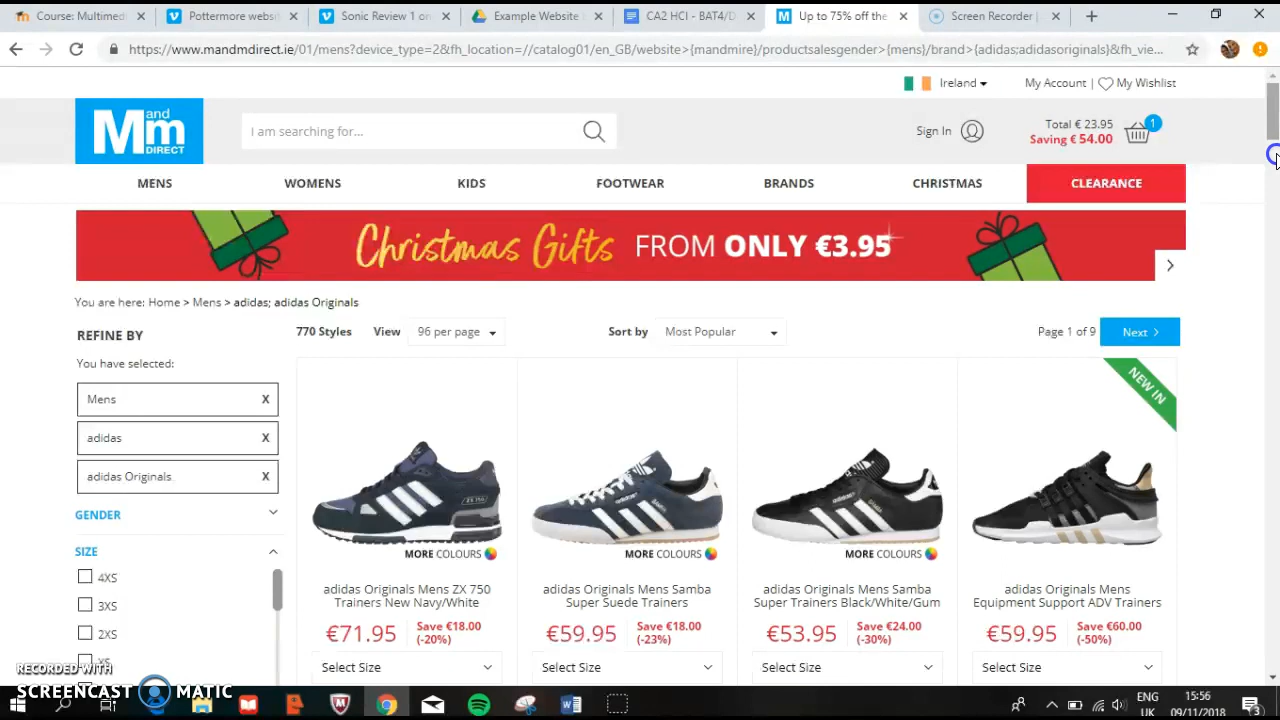 Course: Multimed
Pottermore websi
Sonic Review 1 on
Example Website
CA2 HCI - BAT4/D
Up to 75% off the
Screen Recorder |
https://www.mandmdirect.ie/01/mens?device_type=2&fh_location=//catalog01/en_GB/website>{mandmire}/productsalesgender>{mens}/brand>{adidas;adidasoriginals}&fh_vie...
Ireland
My Account | My Wishlist
M and m DIRECT
I am searching for...
Sign In
Total € 23.95
Saving € 54.00
1
MENS WOMENS KIDS FOOTWEAR BRANDS CHRISTMAS CLEARANCE
Christmas Gifts FROM ONLY €3.95
You are here: Home > Mens > adidas; adidas Originals
REFINE BY
770 Styles View 96 per page Sort by Most Popular Page 1 of 9 Next >
You have selected:
Mens X
adidas X
adidas Originals X
GENDER
SIZE
4XS
3XS
2XS
XS
NEW IN
MORE COLOURS
MORE COLOURS
MORE COLOURS
adidas Originals Mens ZX 750
Trainers New Navy/White
€71.95 Save €18.00
(-20%)
Select Size
adidas Originals Mens Samba
Super Suede Trainers
€59.95 Save €18.00
(-23%)
Select Size
adidas Originals Mens Samba
Super Trainers Black/White/Gum
€53.95 Save €24.00
(-30%)
Select Size
adidas Originals Mens
Equipment Support ADV Trainers
€59.95 Save €60.00
(-50%)
Select Size
RECORDED WITH
SCREENCAST MATIC
ENG
UK
15:56
09/11/2018
3